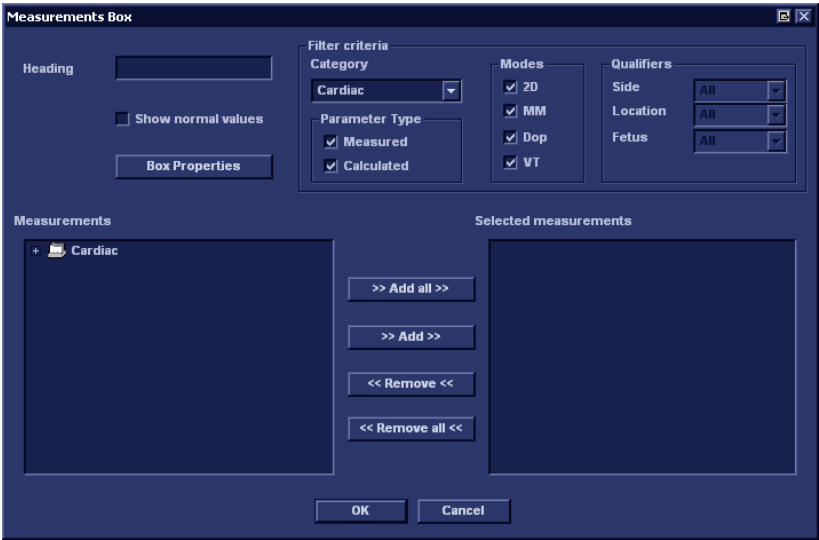 Measurements Box
Filter criteria
Heading
Category
Modes
Qualifiers
Cardiac
2D
Side
All
Show normal values
Parameter Type
MM
Location
All
Measured
Dop
Fetus
All
Box Properties
Calculated
VT
Measurements
Selected measurements
+ Cardiac
>> Add all >>
>> Add >>
<< Remove <<
<< Remove all <<
OK
Cancel